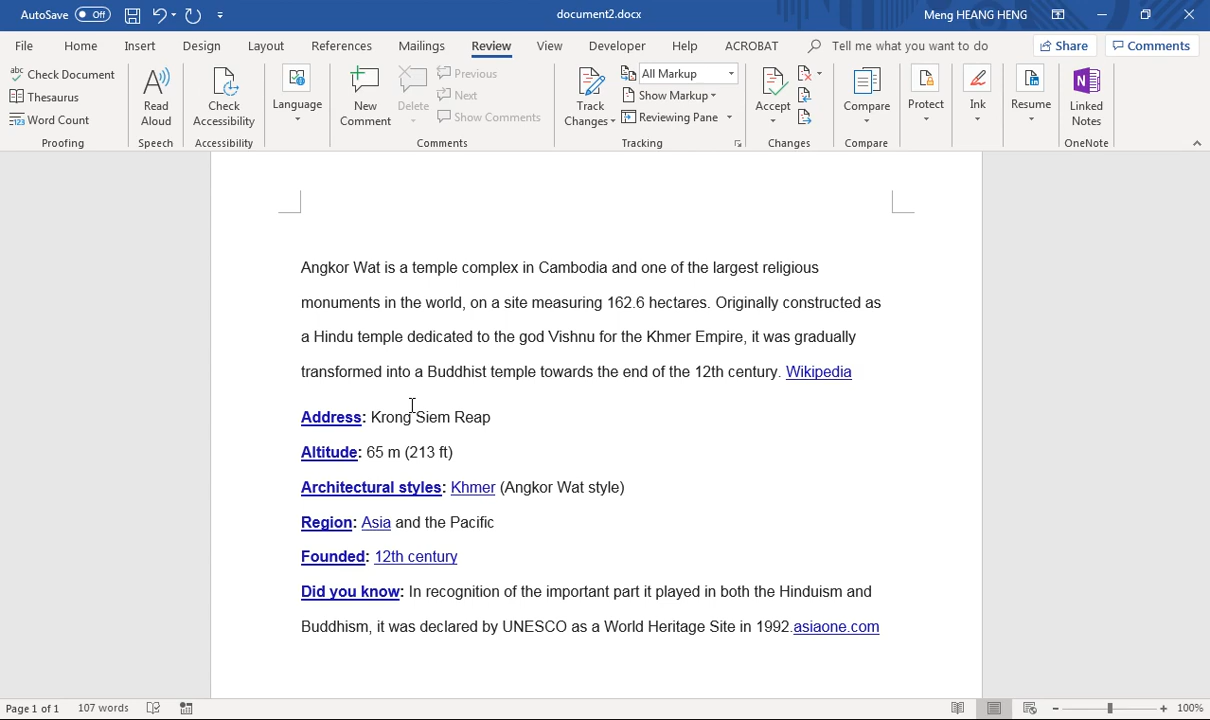 AutoSave Off document2.docx Meng HEANG HENG
File Home Insert Design Layout References Mailings Review View Developer Help ACROBAT Tell me what you want to do Share Comments
abc Check Document
Thesaurus
123 Word Count
Proofing
Read Aloud
Speech
Check Accessibility
Accessibility
Language
New Comment
Delete
Previous
Next
Show Comments
Comments
Track Changes
All Markup
Show Markup
Reviewing Pane
Tracking
Accept
Changes
Compare
Compare
Protect
Ink
Resume
Linked Notes
OneNote
Angkor Wat is a temple complex in Cambodia and one of the largest religious
monuments in the world, on a site measuring 162.6 hectares. Originally constructed as
a Hindu temple dedicated to the god Vishnu for the Khmer Empire, it was gradually
transformed into a Buddhist temple towards the end of the 12th century. Wikipedia
Address: Krong Siem Reap
Altitude: 65 m (213 ft)
Architectural styles: Khmer (Angkor Wat style)
Region: Asia and the Pacific
Founded: 12th century
Did you know: In recognition of the important part it played in both the Hinduism and
Buddhism, it was declared by UNESCO as a World Heritage Site in 1992.asiaone.com
Page 1 of 1 107 words 100%